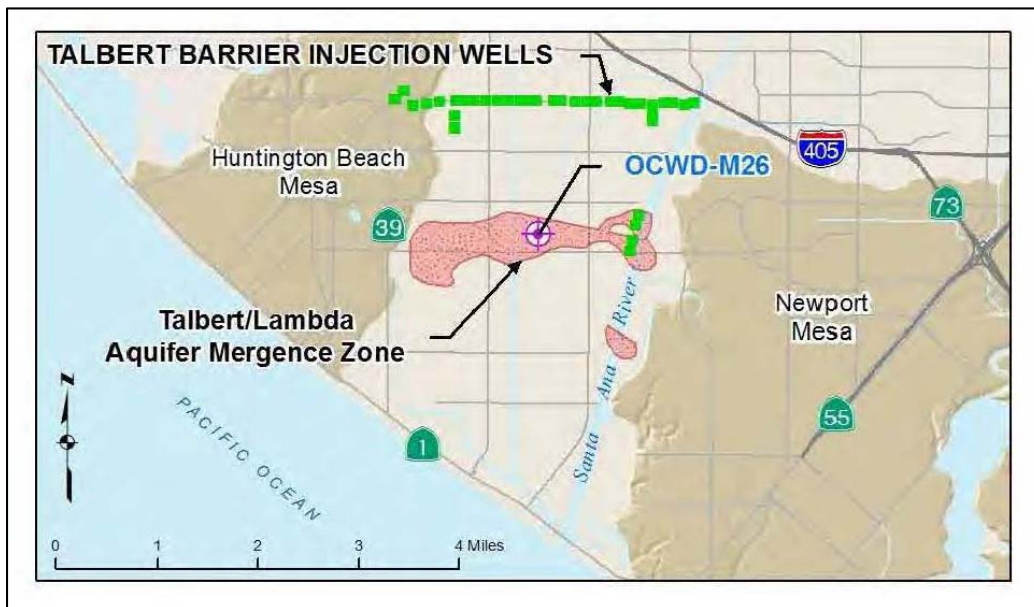 TALBERT BARRIER INJECTION WELLS
Huntington Beach
Mesa
OCWD-M26
405
73
39
Talbert/Lambda
Aquifer Mergence Zone
Newport
Mesa
Santa Ana River
55
1
N
PACIFIC OCEAN
0 1 2 3 4 Miles